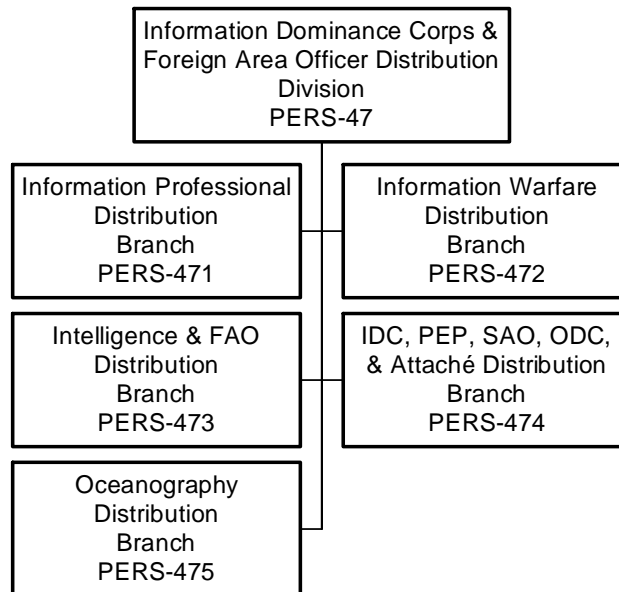 Information Dominance Corps &
Foreign Area Officer Distribution
Division
PERS-47
Information Professional
Distribution
Branch
PERS-471
Information Warfare
Distribution
Branch
PERS-472
Intelligence & FAO
Distribution
Branch
PERS-473
IDC, PEP, SAO, ODC,
& Attaché Distribution
Branch
PERS-474
Oceanography
Distribution
Branch
PERS-475